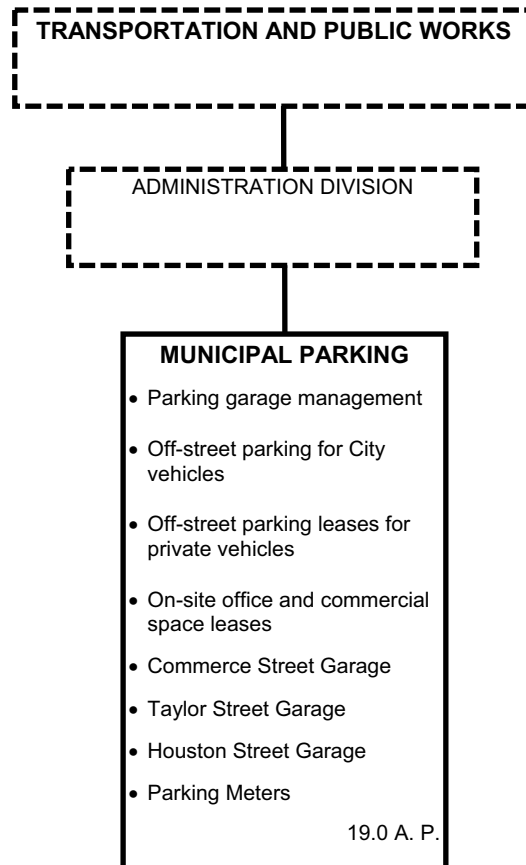 TRANSPORTATION AND PUBLIC WORKS
ADMINISTRATION DIVISION
MUNICIPAL PARKING
• Parking garage management
• Off-street parking for City
vehicles
• Off-street parking leases for
private vehicles
• On-site office and commercial
space leases
• Commerce Street Garage
• Taylor Street Garage
• Houston Street Garage
• Parking Meters
19.0 A. P.